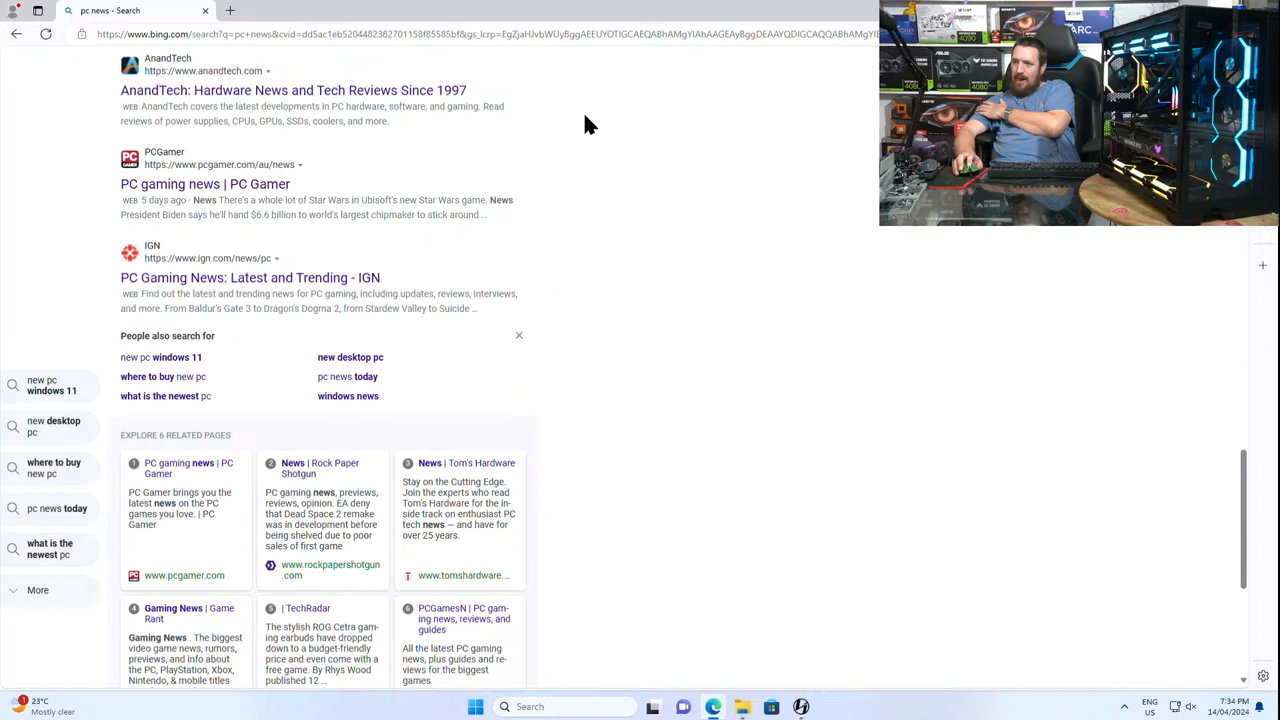 pc news - Search
https://www.bing.com/search
AnandTech
https://www.anandtech.com
AnandTech: Hardware News and Tech Reviews Since 1997
WEB AnandTech covers the latest developments in PC hardware, software, and gaming. Read
reviews of power supplies, CPUs, GPUs, SSDs, coolers, and more.
PCGamer
https://www.pcgamer.com/au/news
PC gaming news | PC Gamer
WEB 5 days ago · News There's a whole lot of Star Wars in Ubisoft's new Star Wars game. News
President Biden says
world's largest chipmaker to stick around ...
IGN
https://www.ign.com/news/pc
PC Gaming News: Latest and Trending - IGN
WEB Find out the latest and trending news for PC gaming, including updates, reviews, interviews,
and more. From Baldur's Gate 3 to Dragon's Dogma 2, from Stardew Valley to Suicide ...
People also search for
new pc windows 11
new desktop pc
where to buy new pc
pc news today
what is the newest pc
windows news
new pc
windows 11
new desktop
pc
where to buy
new pc
pc news today
what is the
newest pc
More
EXPLORE 6 RELATED PAGES
1 PC gaming news | PC
Gamer
PC Gamer brings you the
latest news on the PC
games you love. | PC
Gamer
www.pcgamer.com
2 News | Rock Paper
Shotgun
PC gaming news, previews,
reviews, opinion. EA deny
that Dead Space 2 remake
was in development before
being shelved due to poor
sales of first game
www.rockpapershotgun
.com
3 News | Tom's Hardware
Stay on the Cutting Edge.
Join the experts who read
Tom's Hardware for the in-
side track on enthusiast PC
tech news — and have for
over 25 years.
www.tomshardware....
4 Gaming News | Game
Rant
Gaming News . The biggest
video game news, rumors,
previews, and info about
the PC, PlayStation, Xbox,
Nintendo, & mobile titles
5 | TechRadar
The stylish ROG Cetra gam-
ing earbuds have dropped
down to a budget-friendly
price and even come with a
free game. By Rhys Wood
published 12 ...
6 PCGamesN | PC gam-
ing news, reviews, and
guides
All the latest PC gaming
news, plus guides and re-
views for the biggest
games
1
23°C
Mostly clear
Search
ENG
US
7:34 PM
14/04/2024